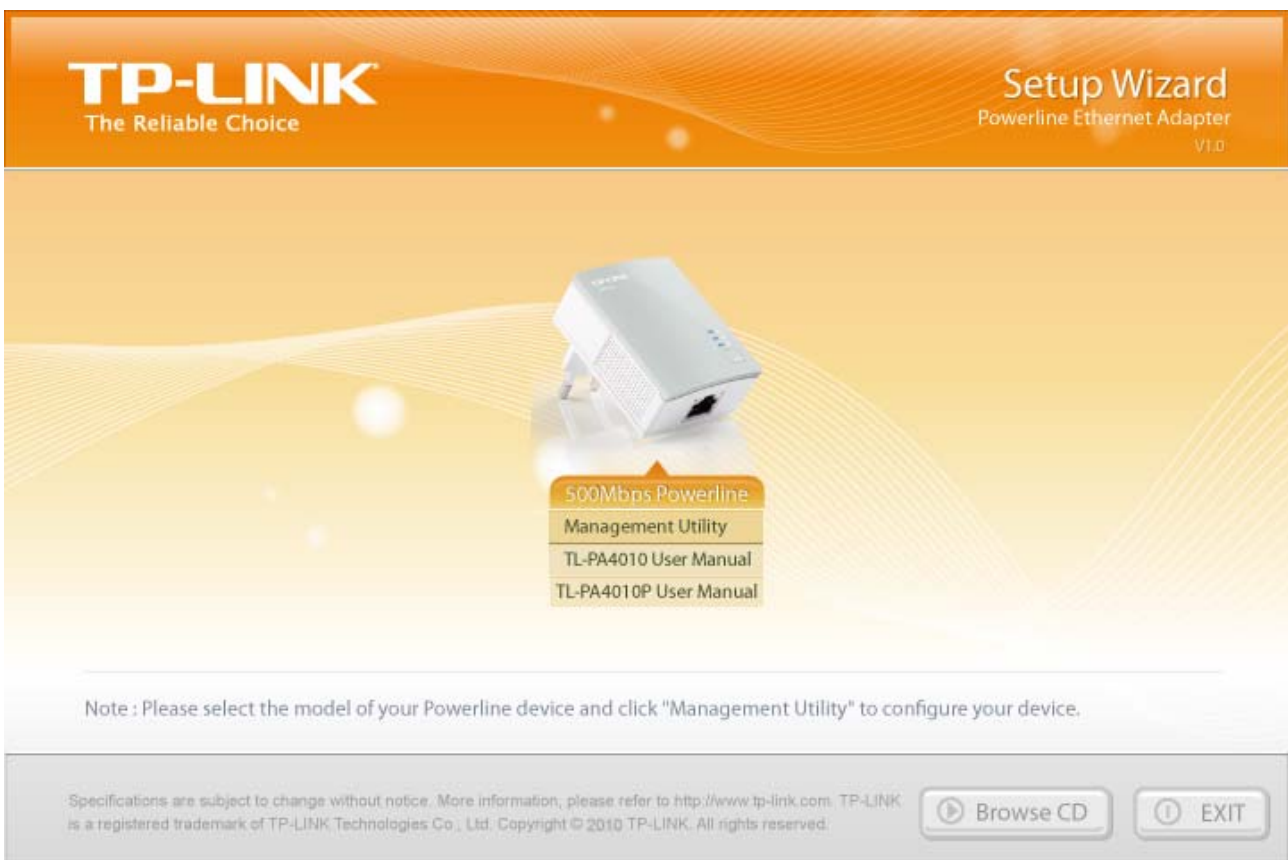 TP-LINK
The Reliable Choice
Setup Wizard
Powerline Ethernet Adapter
V1.0
500Mbps Powerline
Management Utility
TL-PA4010 User Manual
TL-PA4010P User Manual
Note : Please select the model of your Powerline device and click "Management Utility" to configure your device.
Specifications are subject to change without notice. More information, please refer to http://www.tp-link.com. TP-LINK
is a registered trademark of TP-LINK Technologies Co., Ltd. Copyright © 2010 TP-LINK. All rights reserved.
Browse CD
EXIT